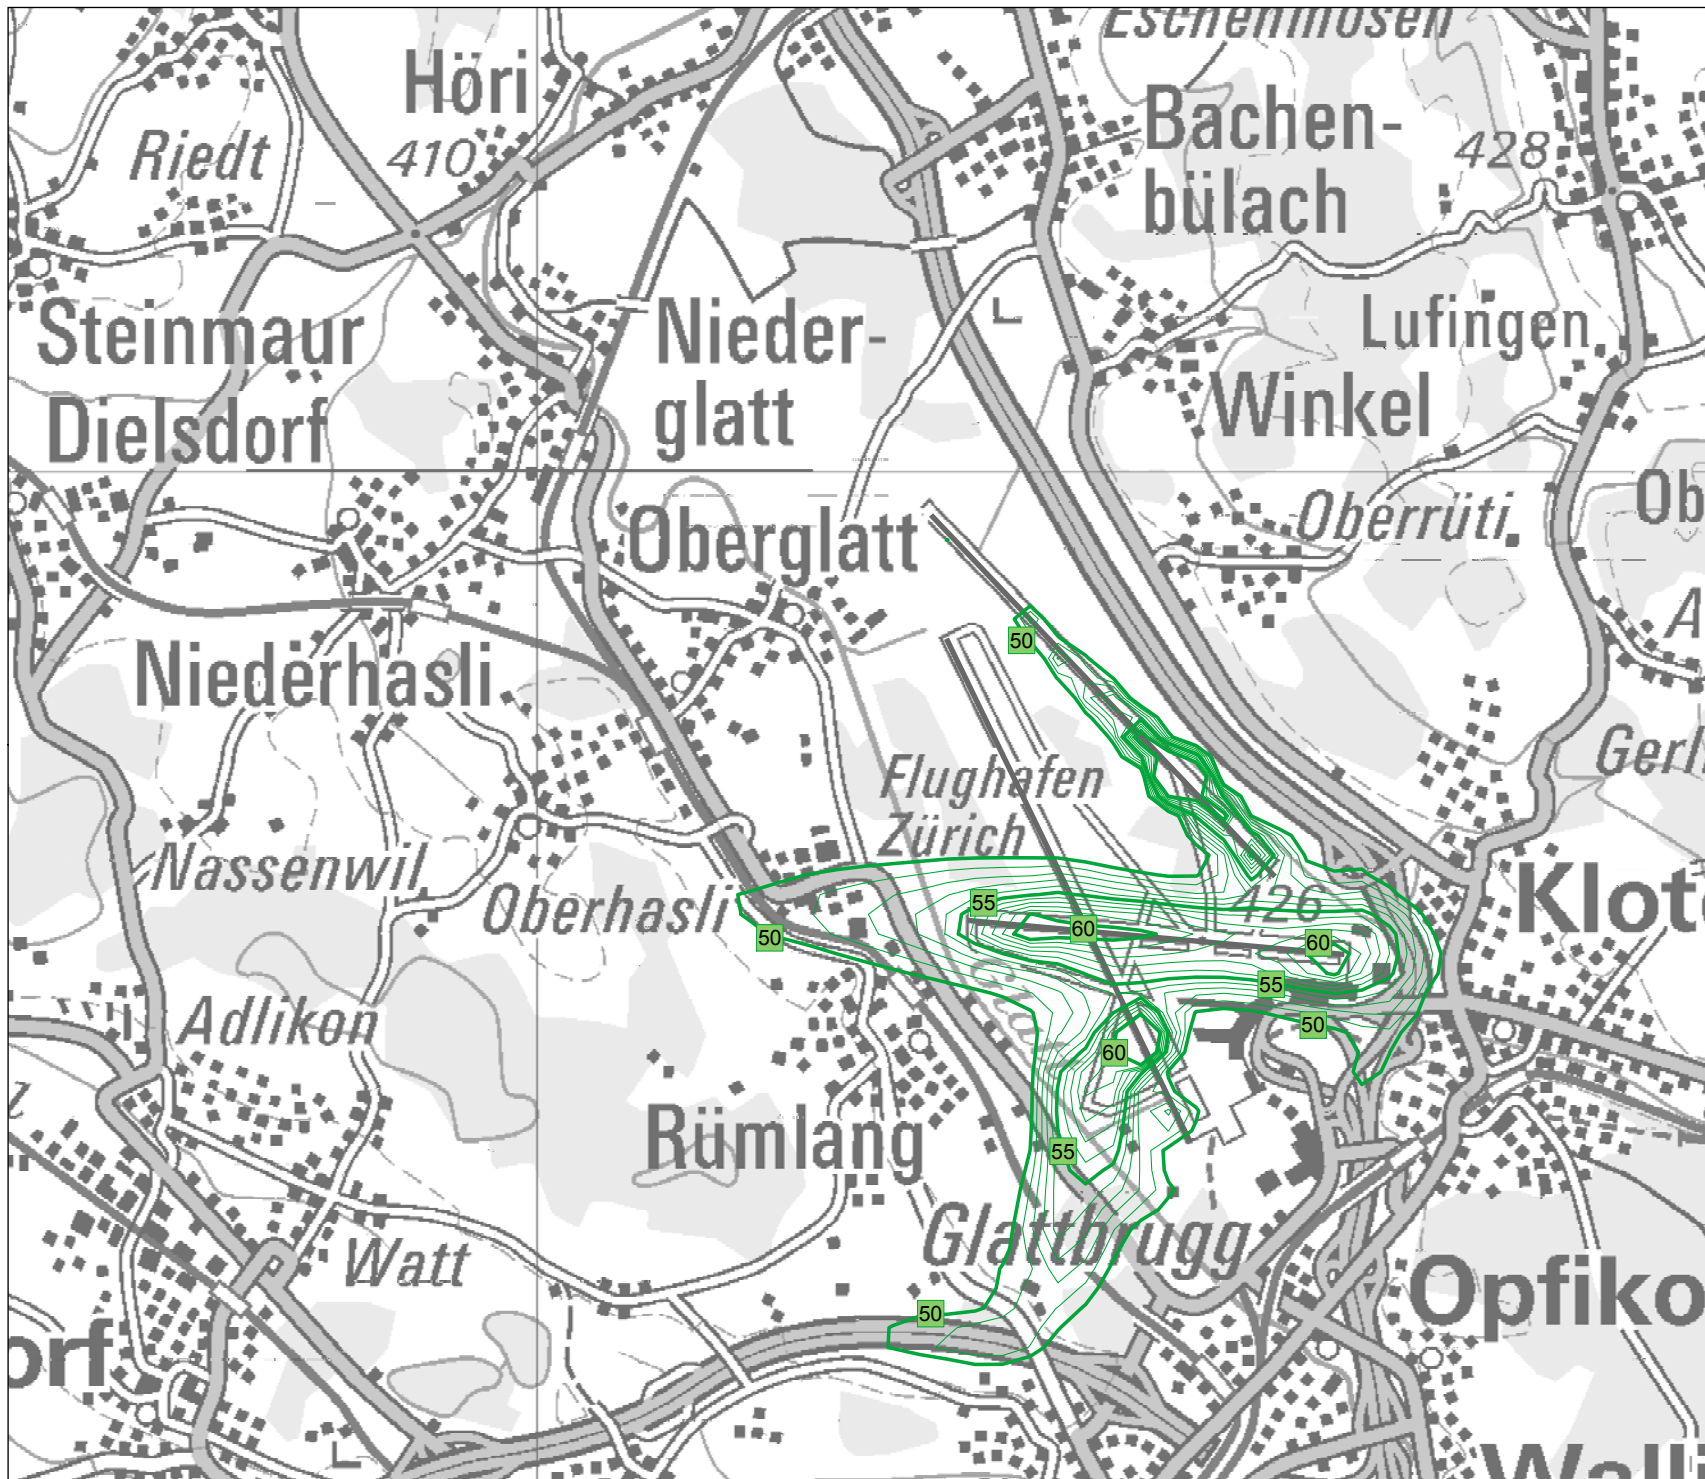 Eschenmosen
Höri
410
Riedt
Bachen-
bülach
428
Steinmaur
Nieder-
glatt
Lufingen
Dielsdorf
Winkel
Oberglatt
Oberrüti
Ob
50
A
Niederhasli
Flughafen
Zürich
Gerl
Nassenwil
Oberhasli
50
55
60
426
60
55
50
Klot
Adlikon
60
Rümlang
55
Watt
Glattbrugg
50
Opfiko
orf
Walli